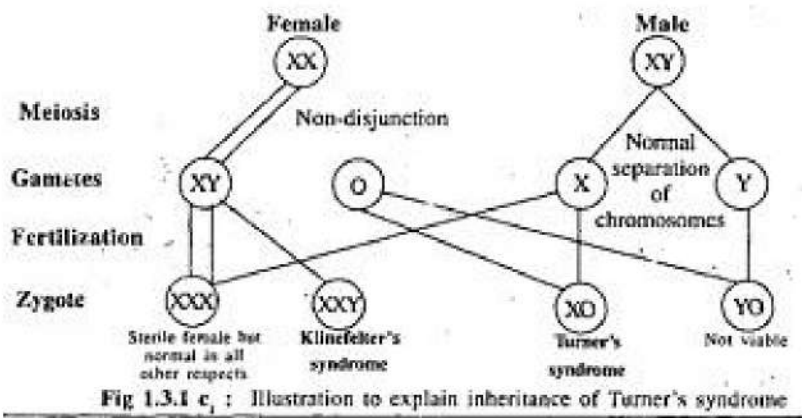 Female
Male
XX
XY
Meiosis
Non-disjunction
Normal
separation
of
chromosomes
Gametes
XY
O
X
Y
Fertilization
Zygote
XXX
XXY
XO
YO
Sterile female but
normal in all
other respects
Klinefelter's
syndrome
Turner's
syndrome
Not viable
Fig 1.3.1 c, : Illustration to explain inheritance of Turner's syndrome